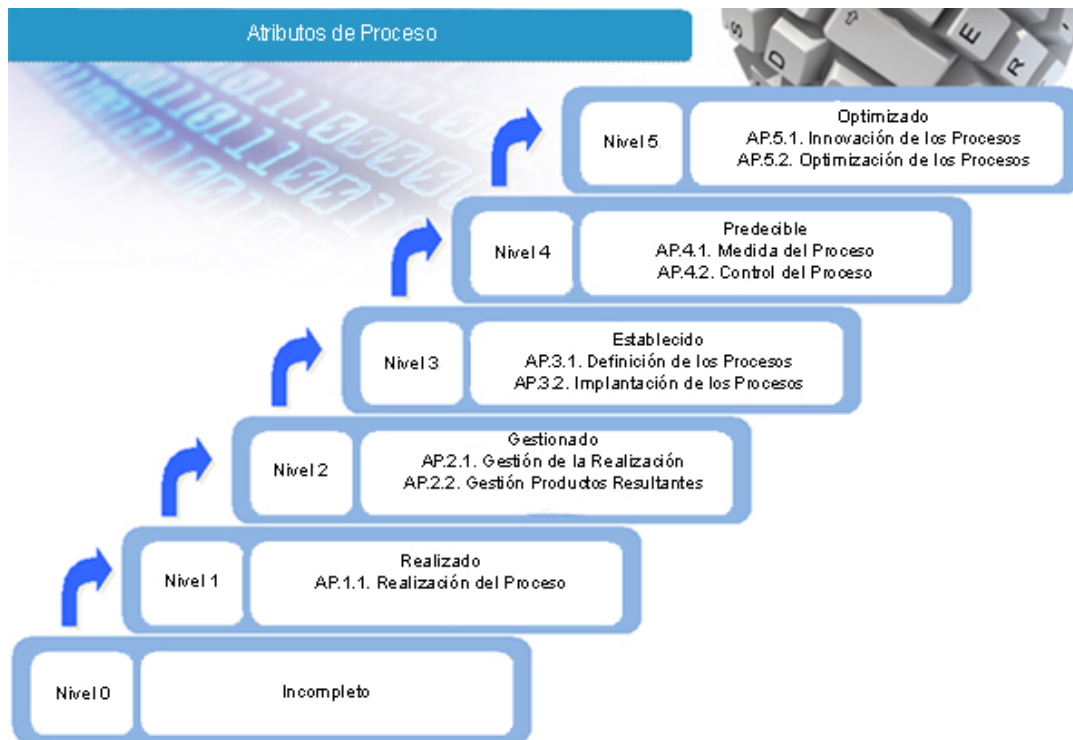 Atributos de Proceso
S
D
E
R
Nivel 5
Optimizado
AP.5.1. Innovación de los Procesos
AP.5.2. Optimización de los Procesos
Nivel 4
Predecible
AP.4.1. Medida del Proceso
AP.4.2. Control del Proceso
Nivel 3
Establecido
AP.3.1. Definición de los Procesos
AP.3.2. Implantación de los Procesos
Nivel 2
Gestionado
AP.2.1. Gestión de la Realización
AP.2.2. Gestión Productos Resultantes
Nivel 1
Realizado
AP.1.1. Realización del Proceso
Nivel 0
Incompleto